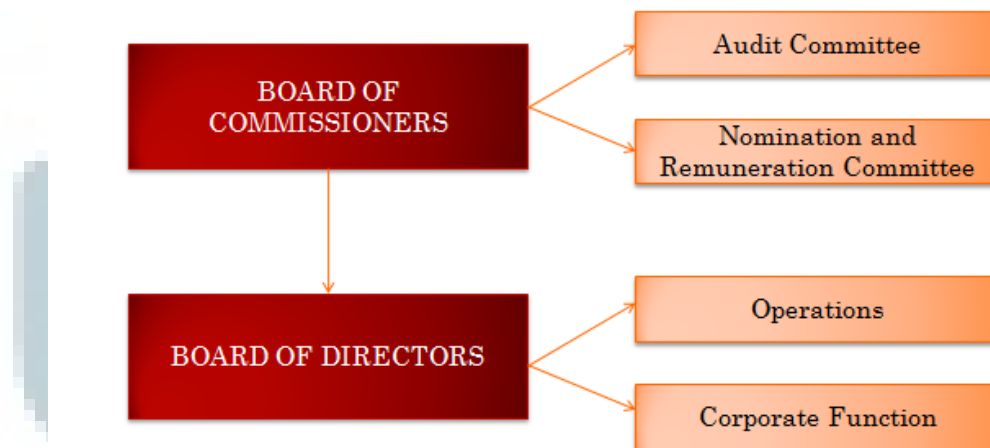 BOARD OF
COMMISSIONERS
Audit Committee
Nomination and
Remuneration Committee
BOARD OF DIRECTORS
Operations
Corporate Function